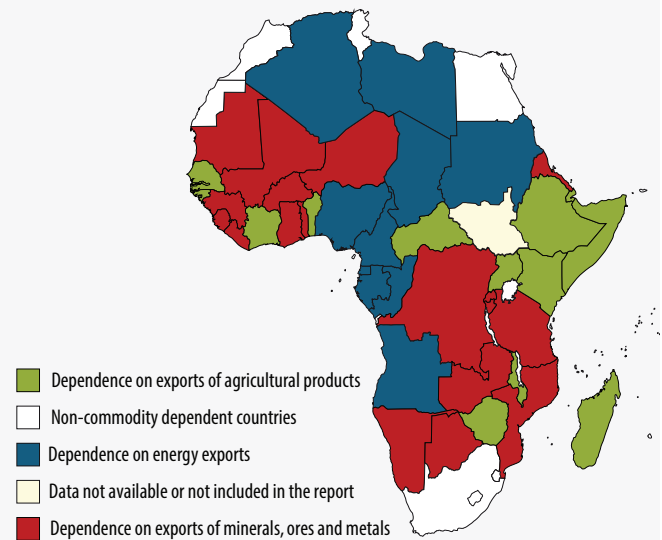 Dependence on exports of agricultural products
Non-commodity dependent countries
Dependence on energy exports
Data not available or not included in the report
Dependence on exports of minerals, ores and metals